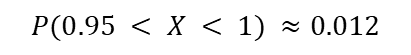 P(0.95 < X < 1) ≈ 0.012